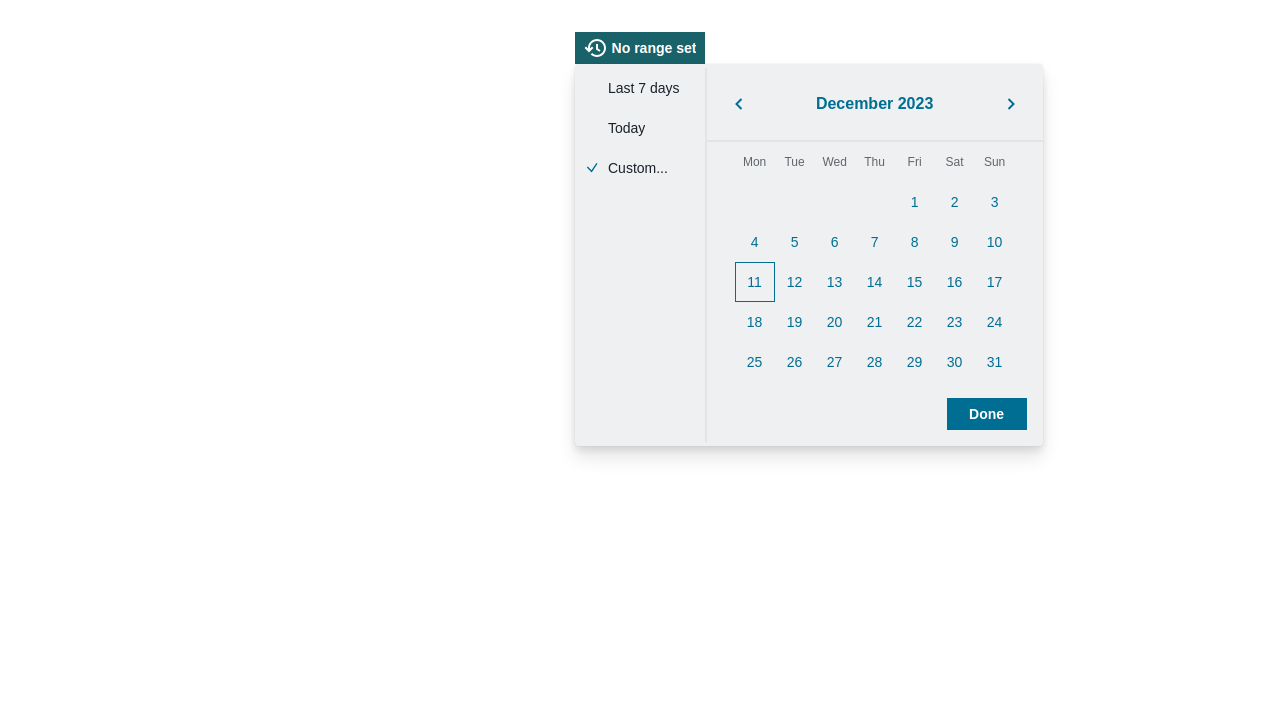 No range set
Last 7 days
Today
Custom...
December 2023
Mon Tue Wed Thu Fri Sat Sun
1 2 3
4 5 6 7 8 9 10
11 12 13 14 15 16 17
18 19 20 21 22 23 24
25 26 27 28 29 30 31
Done